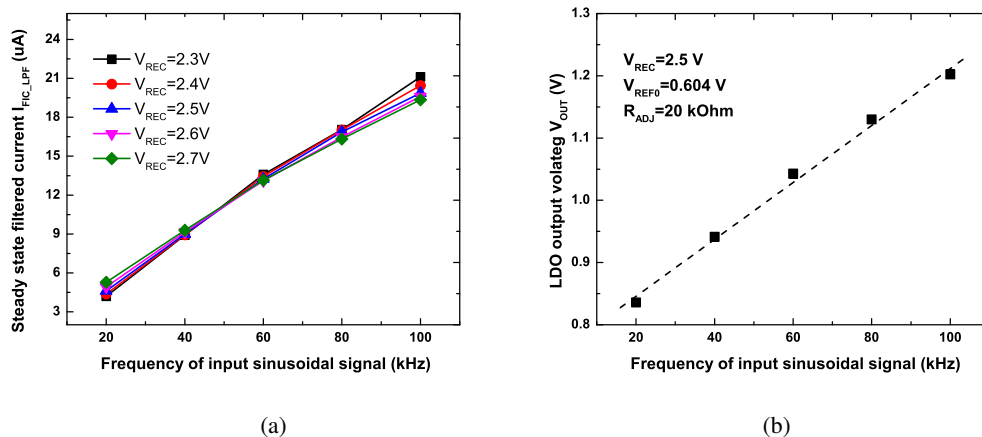 Steady state filtered current I_FIC_LPF (uA)
24
21
18
15
12
9
6
3
V_REC=2.3V
V_REC=2.4V
V_REC=2.5V
V_REC=2.6V
V_REC=2.7V
20 40 60 80 100
Frequency of input sinusoidal signal (kHz)
(a)
LDO output volateg V_OUT (V)
1.3
1.2
1.1
1.0
0.9
0.8
V_REC=2.5 V
V_REF0=0.604 V
R_ADJ=20 kOhm
20 40 60 80 100
Frequency of input sinusoidal signal (kHz)
(b)